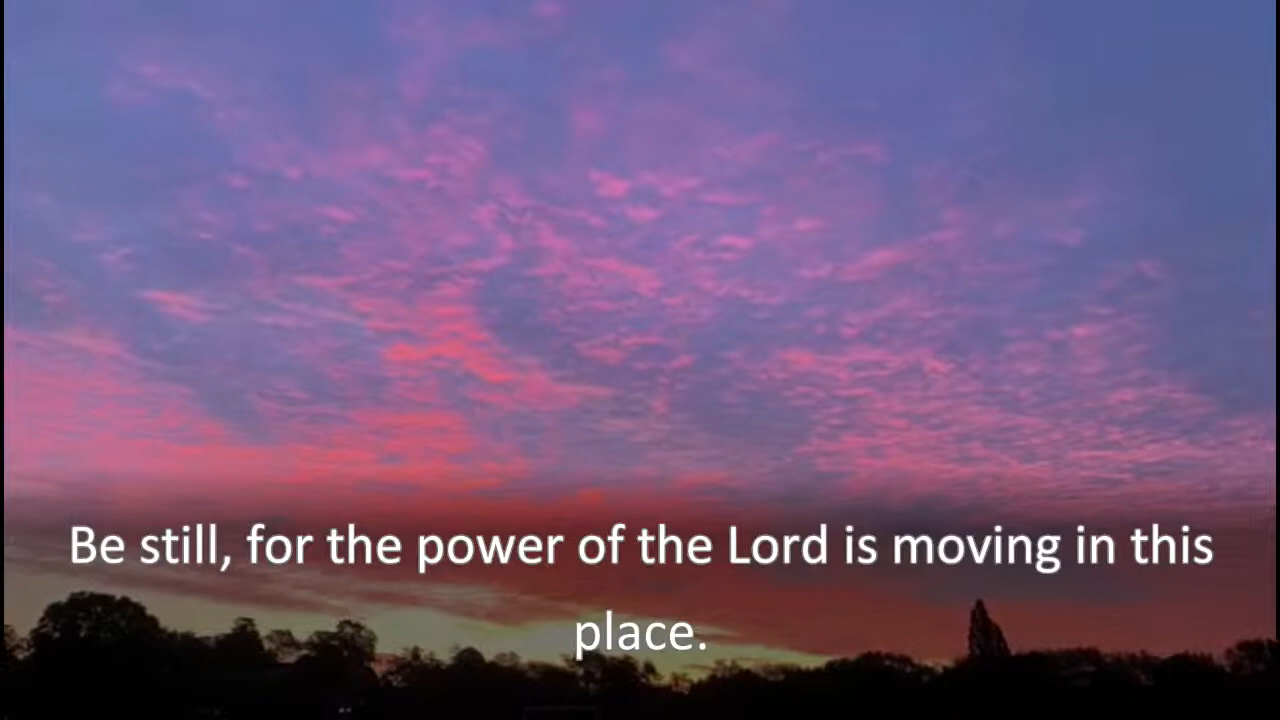 Be still, for the power of the Lord is moving in this
place.